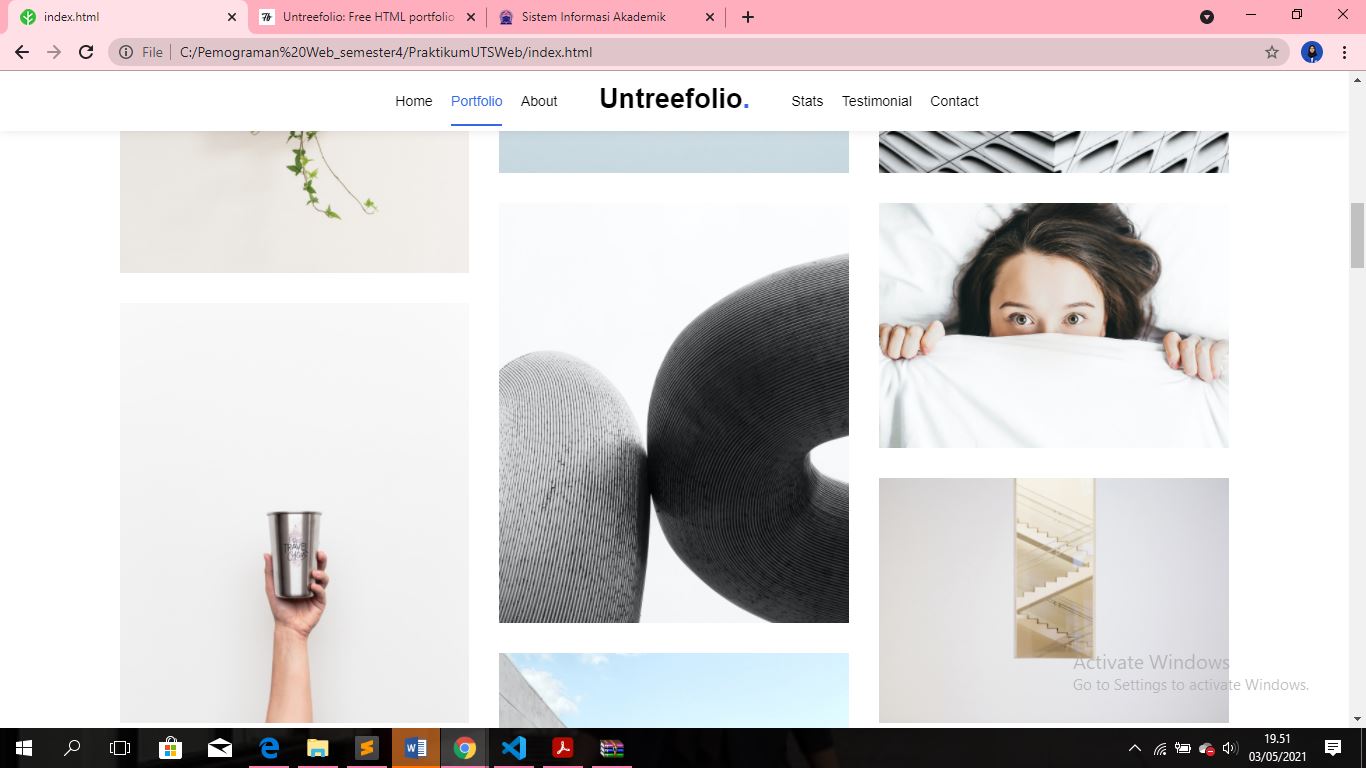 index.html
Untreefolio: Free HTML portfolio
Sistem Informasi Akademik
File
C:/Pemograman%20Web_semester4/PraktikumUTSWeb/index.html
Home Portfolio About Untreefolio. Stats Testimonial Contact
TRAVEL
Activate Windows
Go to Settings to activate Windows.
19.51
03/05/2021